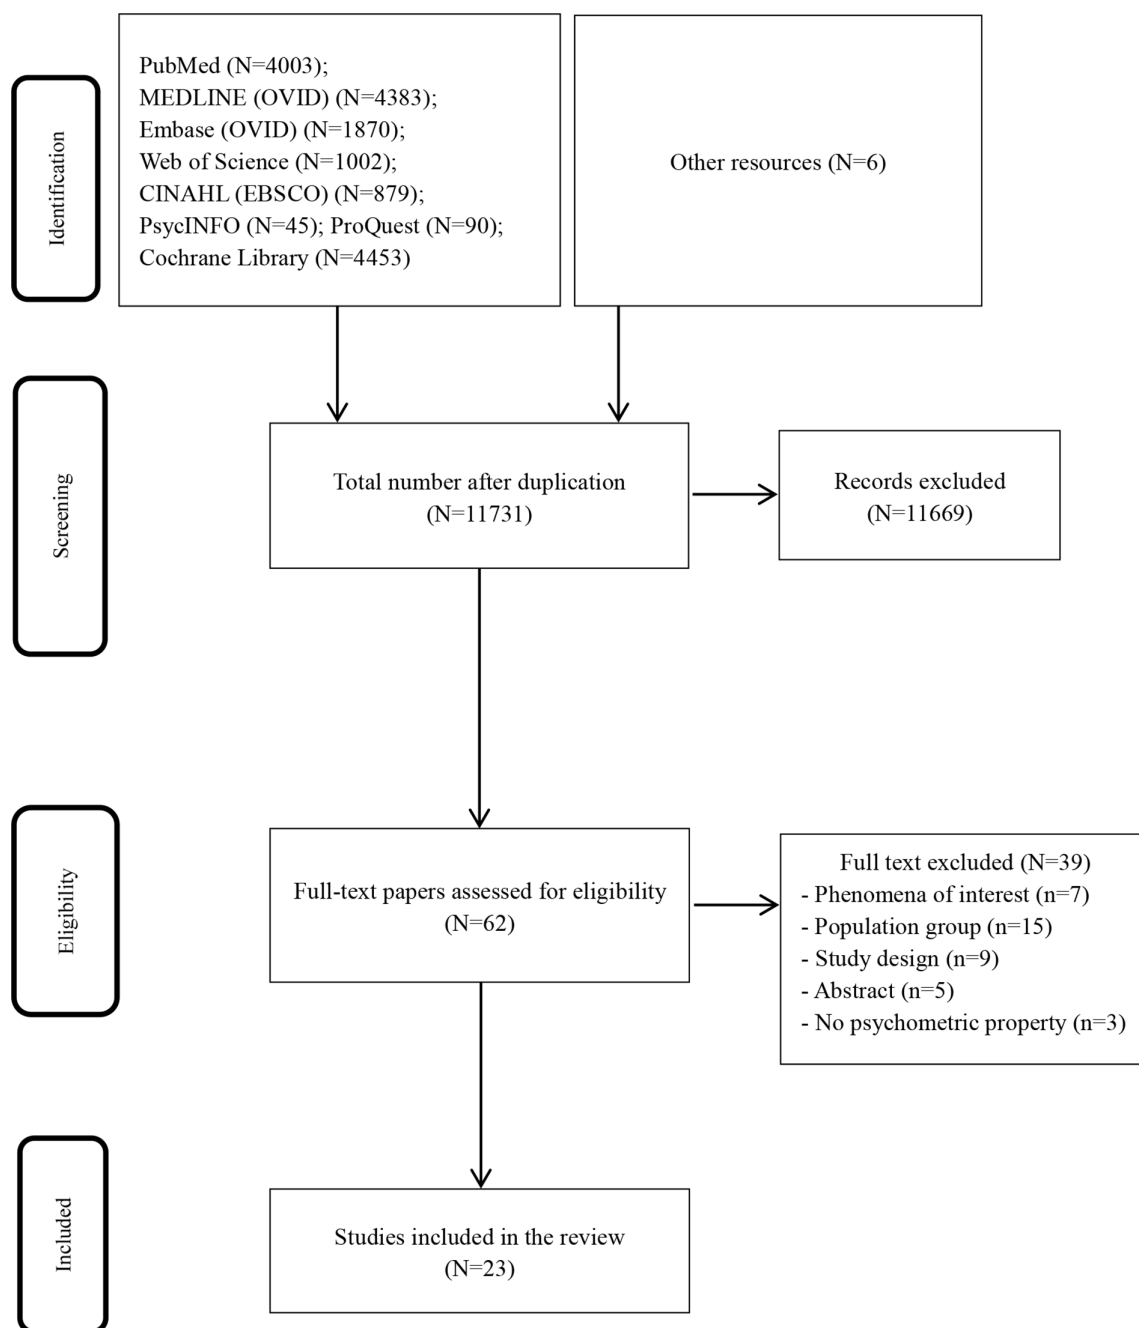 Identification
PubMed (N=4003);
MEDLINE (OVID) (N=4383);
Embase (OVID) (N=1870);
Web of Science (N=1002);
CINAHL (EBSCO) (N=879);
PsycINFO (N=45); ProQuest (N=90);
Cochrane Library (N=4453)
Other resources (N=6)
Screening
Total number after duplication
(N=11731)
Records excluded
(N=11669)
Eligibility
Full-text papers assessed for eligibility
(N=62)
Full text excluded (N=39)
- Phenomena of interest (n=7)
- Population group (n=15)
- Study design (n=9)
- Abstract (n=5)
- No psychometric property (n=3)
Included
Studies included in the review
(N=23)